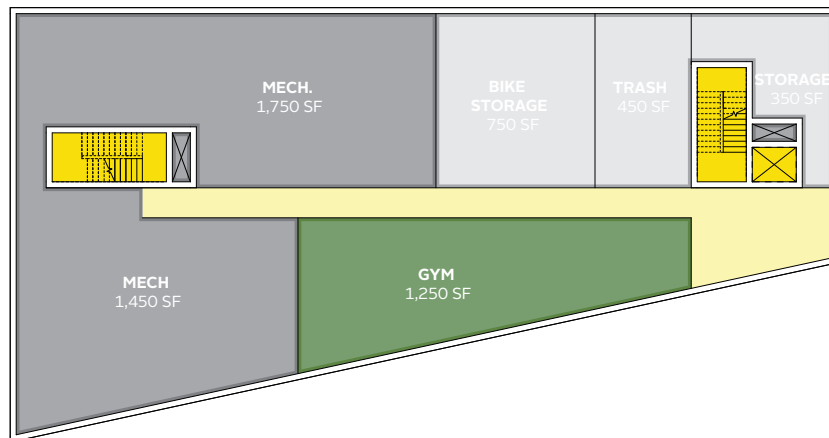 MECH.
1,750 SF
BIKE
STORAGE
750 SF
TRASH
450 SF
STORAGE
350 SF
MECH
1,450 SF
GYM
1,250 SF